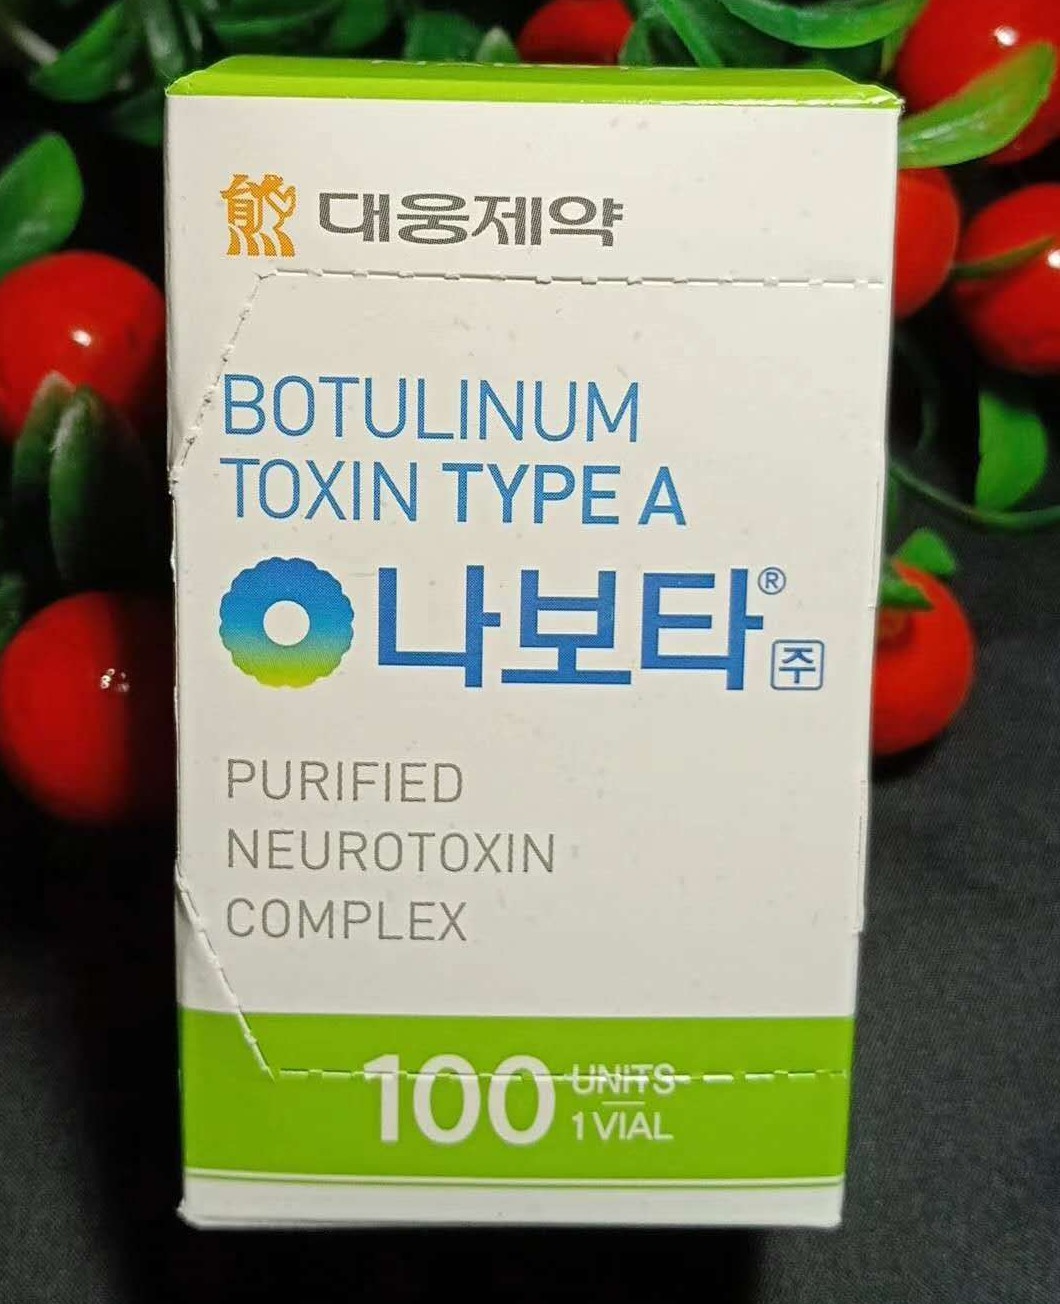 대웅제약
BOTULINUM
TOXIN TYPE A
나보타® 주
PURIFIED
NEUROTOXIN
COMPLEX
100 UNITS
1 VIAL